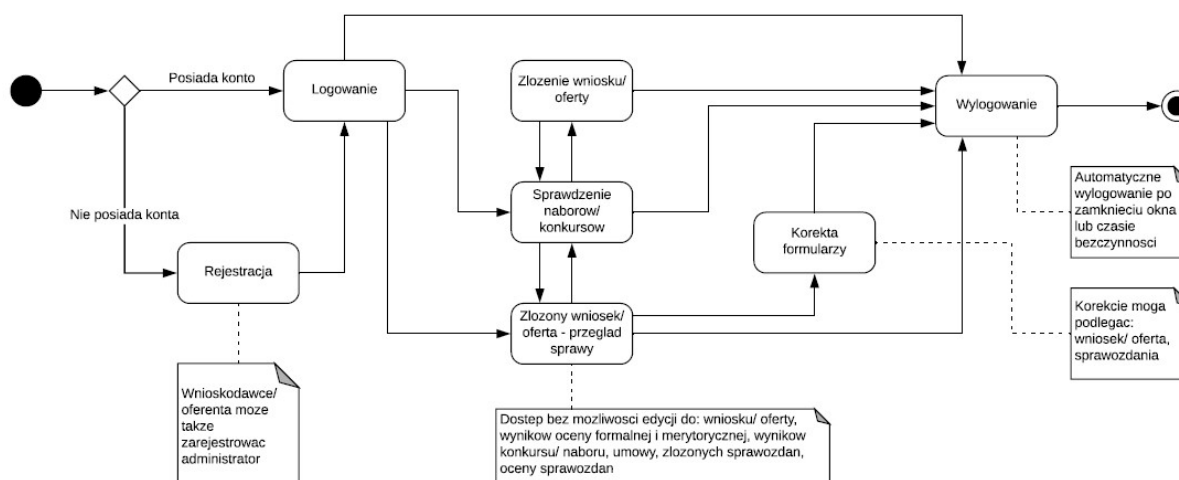 Posiada konto
Logowanie
Zlozenie wniosku/
oferty
Wylogowanie
Nie posiada konta
Rejestracja
Sprawdzenie
naborow/
konkursow
Korekta
formularzy
Automatyczne
wylogowanie po
zamknieciu okna
lub czasie
bezczynnosci
Zlozony wniosek/
oferta - przeglad
sprawy
Korekcie moga
podlegac:
wniosek/ oferta,
sprawozdania
Wnioskodawce/
oferenta moze
takze
zarejestrowac
administrator
Dostep bez mozliwosci edycji do: wniosku/ oferty,
wynikow oceny formalnej i merytorycznej, wynikow
konkursu/ naboru, umowy, zlozonych sprawozdan,
oceny sprawozdan